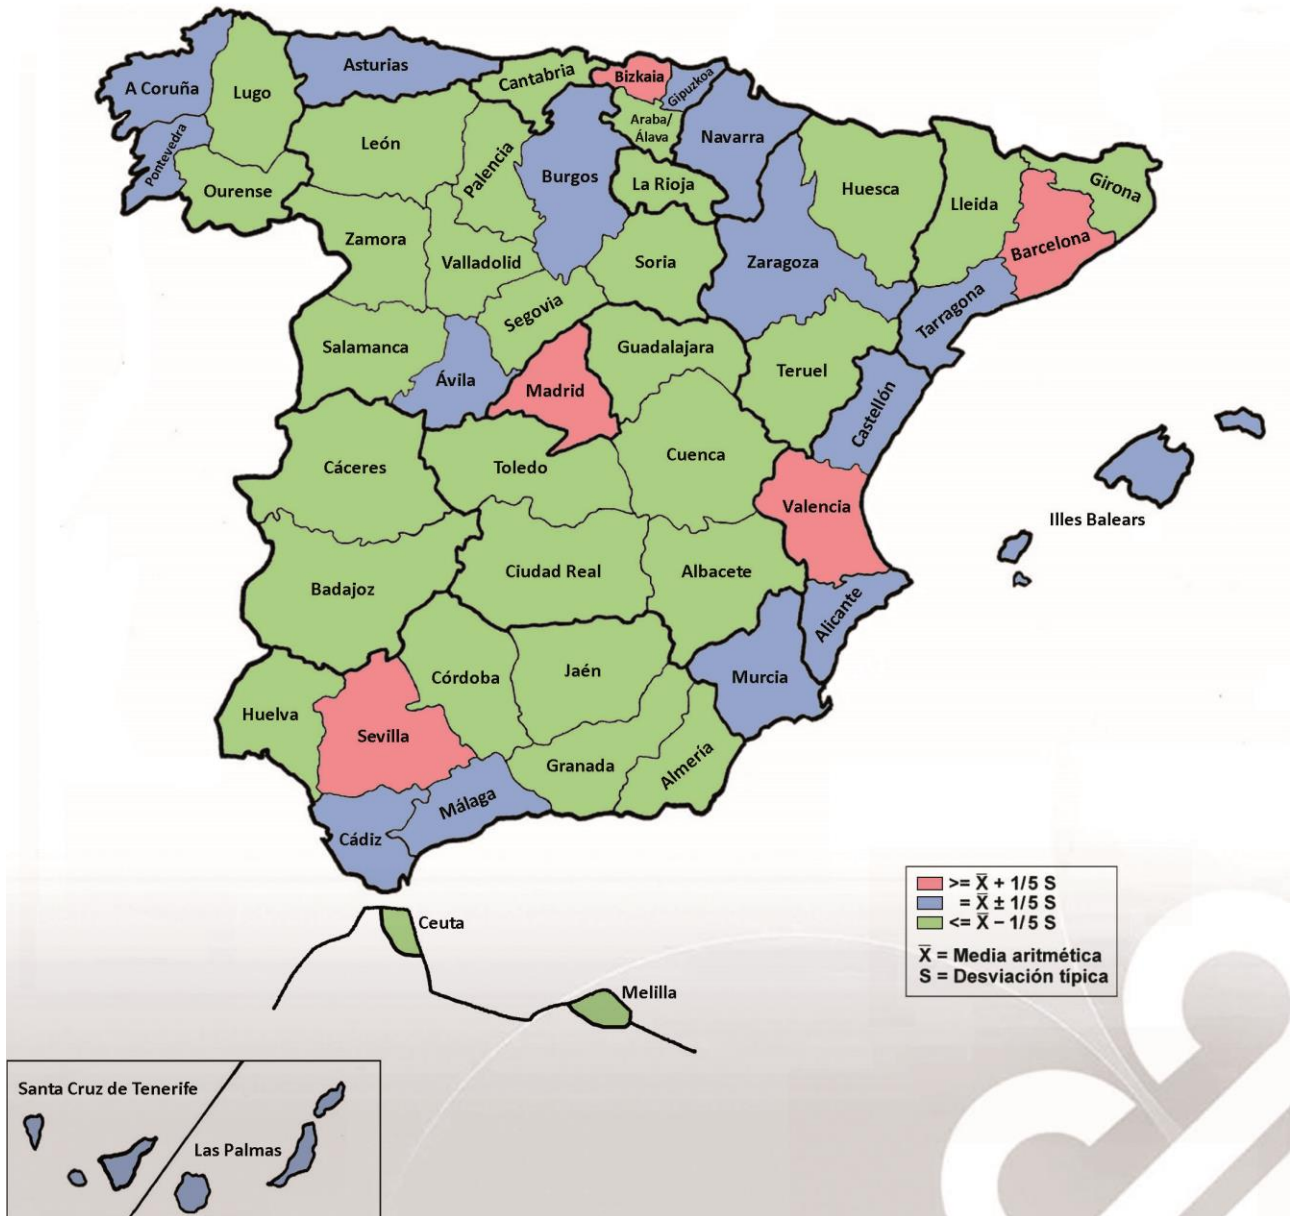 A Coruña
Lugo
Asturias
Cantabria
Bizkaia
Gipuzkoa
Pontevedra
Ourense
León
Palencia
Burgos
Araba/
Álava
Navarra
La Rioja
Huesca
Lleida
Girona
Barcelona
Zamora
Valladolid
Soria
Zaragoza
Tarragona
Segovia
Salamanca
Ávila
Madrid
Guadalajara
Teruel
Castellón
Cáceres
Toledo
Cuenca
Valencia
Illes Balears
Badajoz
Ciudad Real
Albacete
Alicante
Huelva
Sevilla
Córdoba
Jaén
Murcia
Granada
Almería
Málaga
Cádiz
Ceuta
Melilla
>= X̅ + 1/5 S
= X̅ ± 1/5 S
<= X̅ – 1/5 S
X̅ = Media aritmética
S = Desviación típica
Santa Cruz de Tenerife
Las Palmas